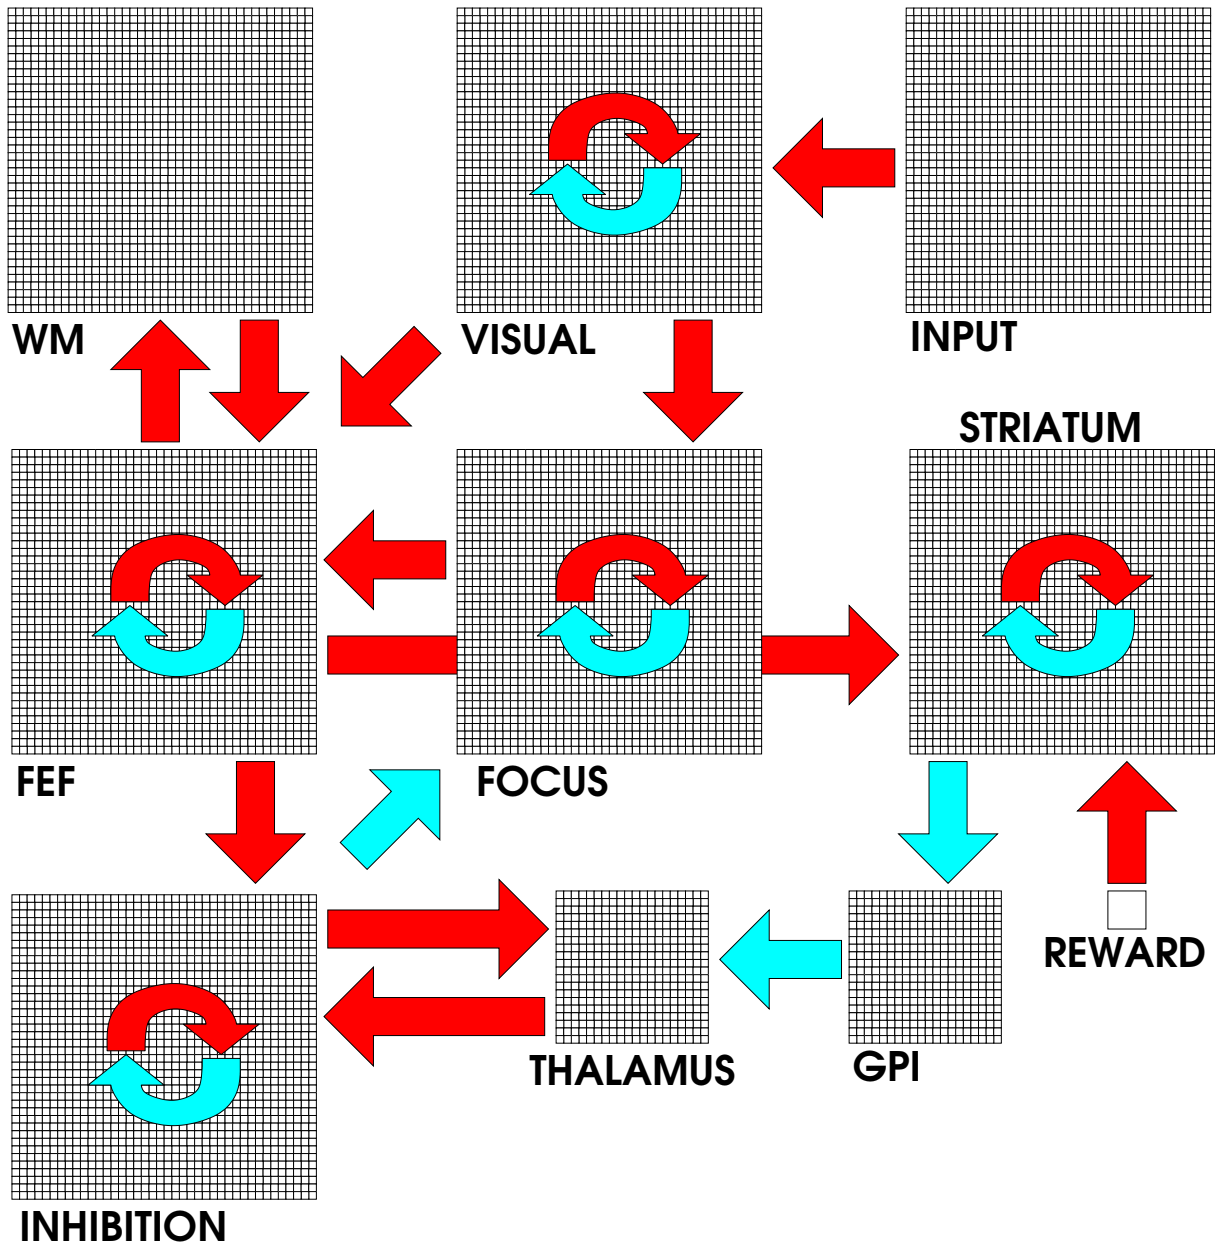 WM
VISUAL
INPUT
STRIATUM
FEF
FOCUS
REWARD
THALAMUS
GPI
INHIBITION